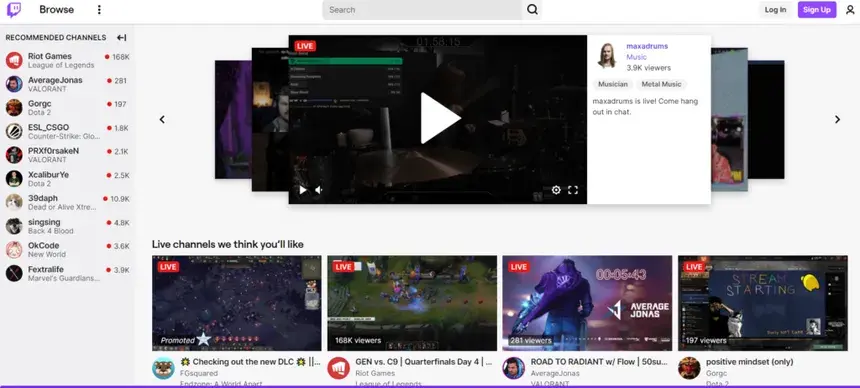 Browse
Search
Log In
Sign Up
RECOMMENDED CHANNELS
Riot Games 168K
League of Legends
AverageJonas 281
VALORANT
Gorgc 197
Dota 2
ESL_CSGO 1.8K
Counter-Strike: Glo...
PRXf0rsakeN 2.1K
VALORANT
XcaliburYe 2.5K
Dota 2
39daph 10.9K
Dead or Alive Xtre...
singsing 4.8K
Back 4 Blood
OkCode 3.6K
New World
Fextralife 3.9K
Marvel's Guardians...
LIVE
01:58:15
maxadrums
Music
3.9K viewers
Musician Metal Music
maxadrums is live! Come hang
out in chat.
Live channels we think you'll like
LIVE
Promoted
Checking out the new DLC ||...
FGsquared
Endzone: A World Apart
LIVE
168K viewers
GEN vs. C9 | Quarterfinals Day 4 | ...
Riot Games
League of Legends
LIVE
00:05:43
AVERAGE
JONAS
281 viewers
ROAD TO RADIANT w/ Flow | 50su...
AverageJonas
VALORANT
LIVE
STREAM
STARTING
197 viewers
positive mindset (only)
Gorgc
Dota 2